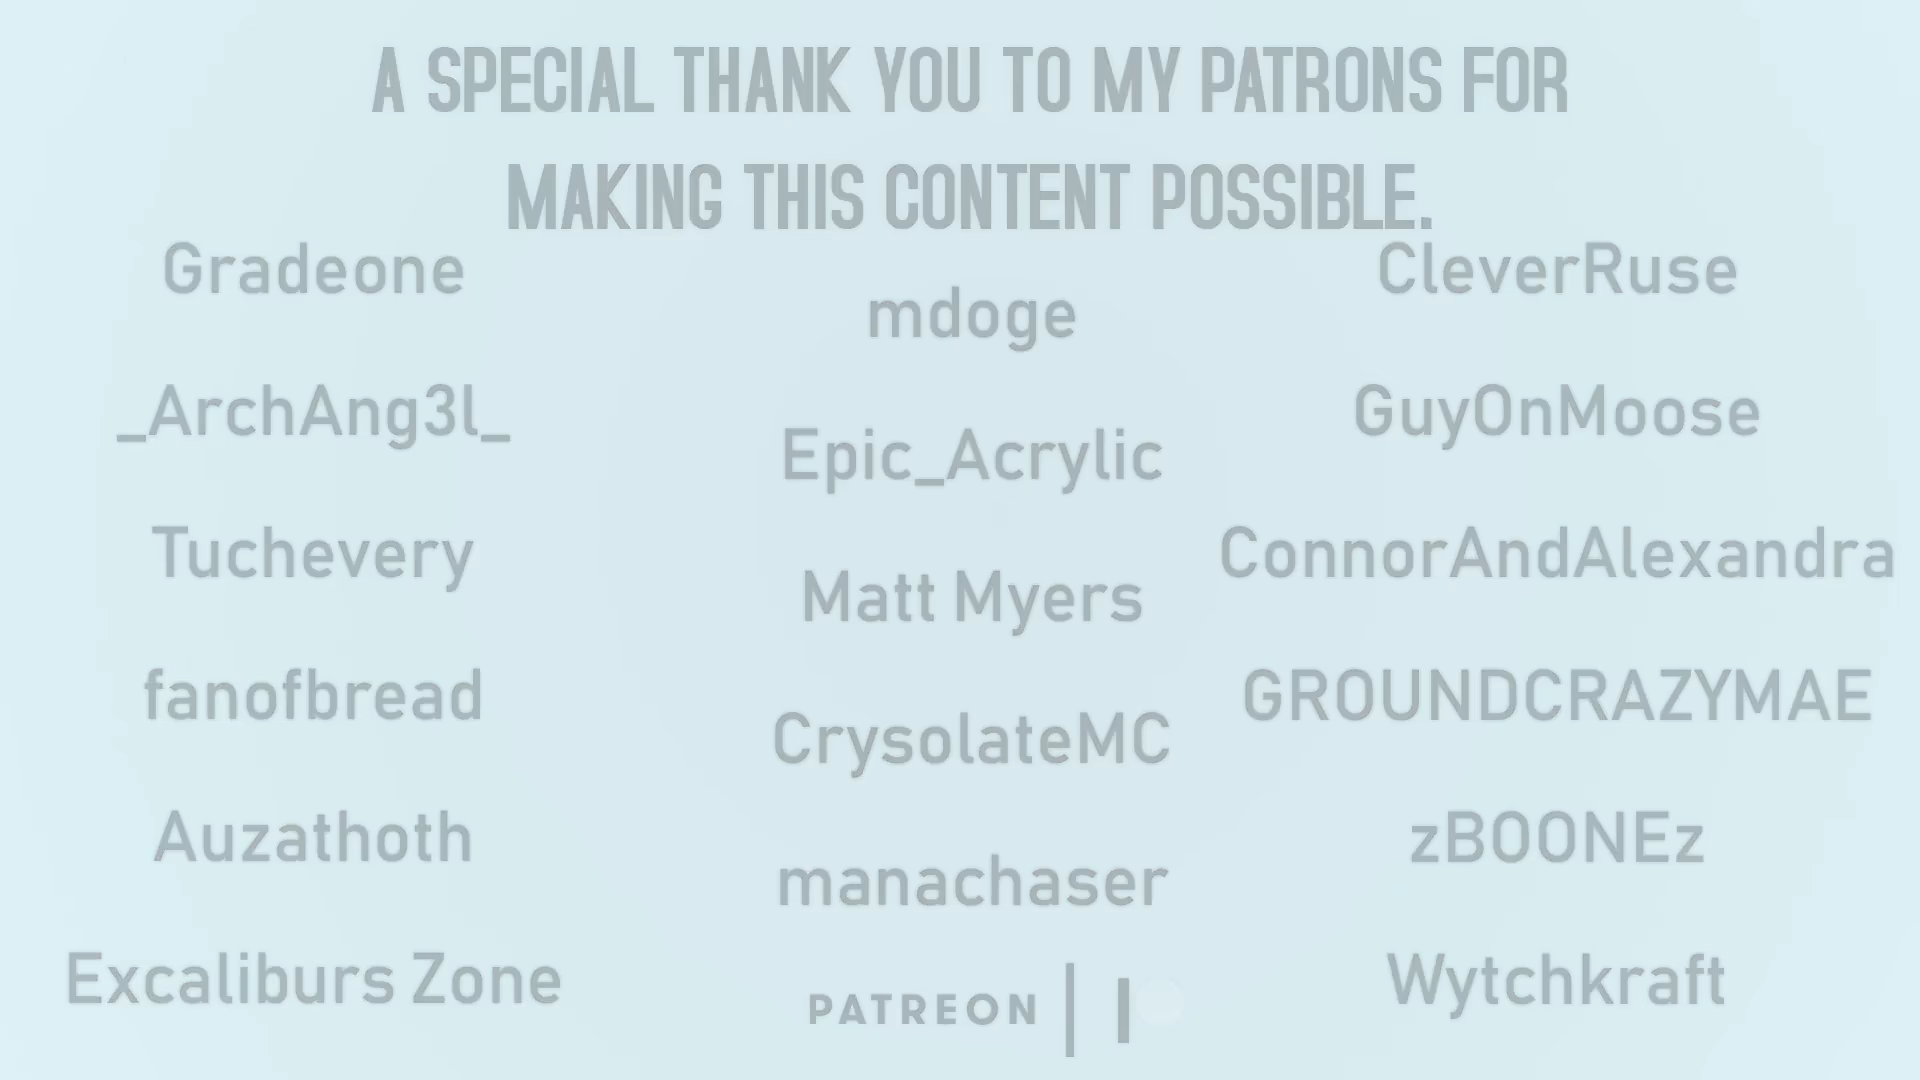 A SPECIAL THANK YOU TO MY PATRONS FOR
MAKING THIS CONTENT POSSIBLE.
Gradeone
_ArchAng3l_
Tuchevery
fanofbread
Auzathoth
Excaliburs Zone
mdoge
Epic_Acrylic
Matt Myers
CrysolateMC
manachaser
PATREON
CleverRuse
GuyOnMoose
ConnorAndAlexandra
GROUNDCRAZYMAE
zBOONEz
Wytchkraft